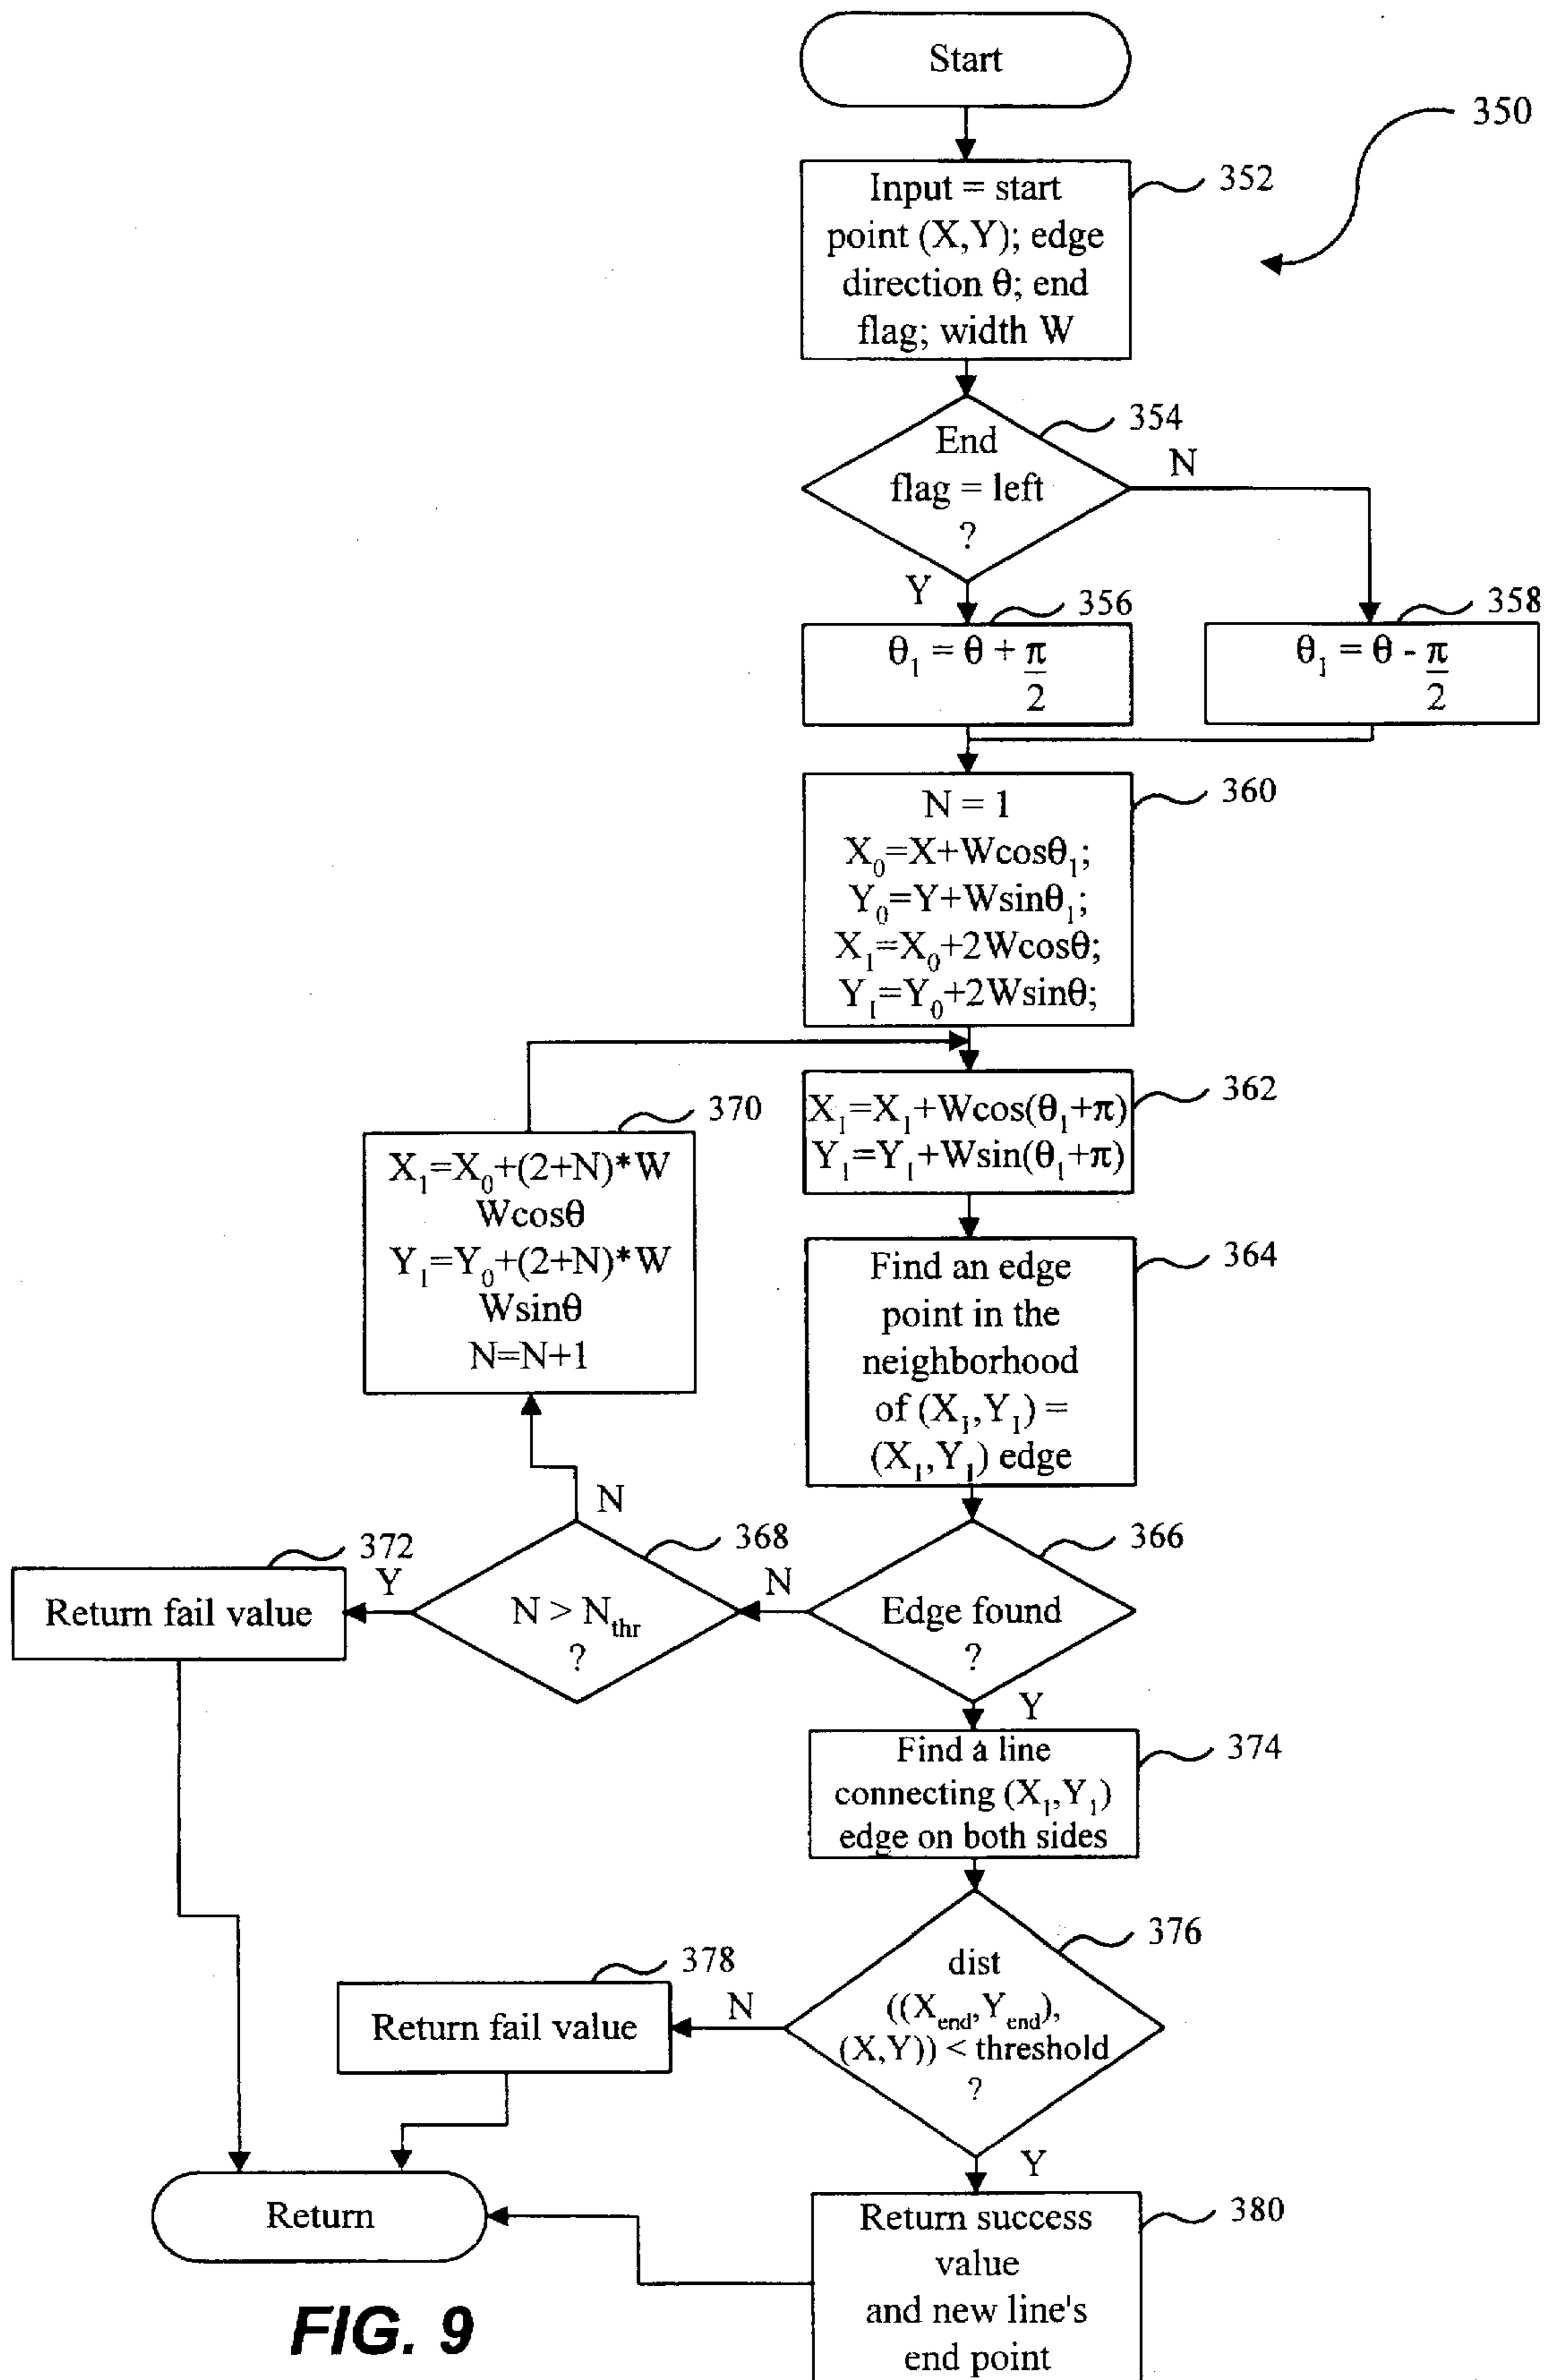 Start
350
352
Input = start
point (X,Y); edge
direction θ; end
flag; width W
354
End
flag = left
?
N
Y
356
θ₁ = θ + π/2
358
θ₁ = θ - π/2
360
N = 1
X₀=X+Wcosθ₁;
Y₀=Y+Wsinθ₁;
X₁=X₀+2Wcosθ;
Y₁=Y₀+2Wsinθ;
362
X₁=X₁+Wcos(θ₁+π)
Y₁=Y₁+Wsin(θ₁+π)
370
X₁=X₀+(2+N)*W
Wcosθ
Y₁=Y₀+(2+N)*W
Wsinθ
N=N+1
364
Find an edge
point in the
neighborhood
of (X₁,Y₁) =
(X₁,Y₁) edge
N
366
Edge found
?
N
368
N > Nthr
?
Y
372
Return fail value
Y
374
Find a line
connecting (X₁,Y₁)
edge on both sides
376
dist
((Xend,Yend),
(X,Y)) < threshold
?
N
378
Return fail value
Y
380
Return success
value
and new line's
end point
Return
FIG. 9